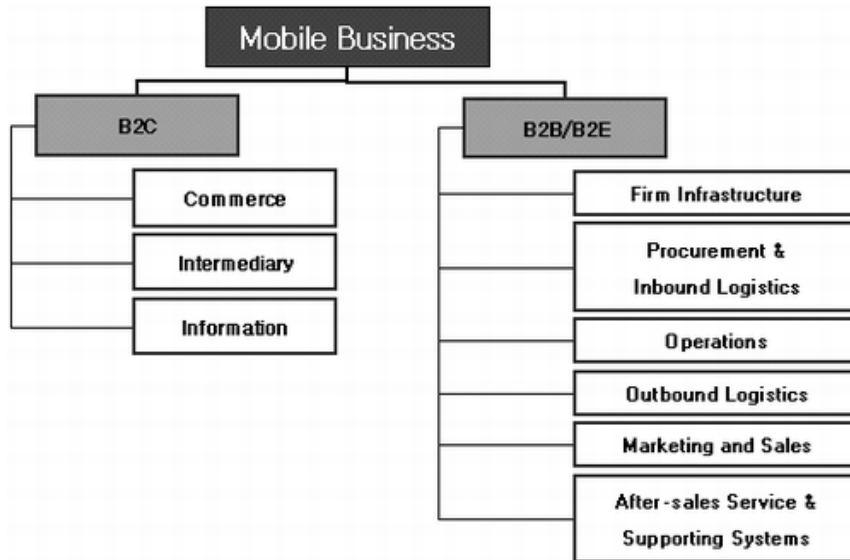 Mobile Business
B2C
Commerce
Intermediary
Information
B2B/B2E
Firm Infrastructure
Procurement &
Inbound Logistics
Operations
Outbound Logistics
Marketing and Sales
After-sales Service &
Supporting Systems